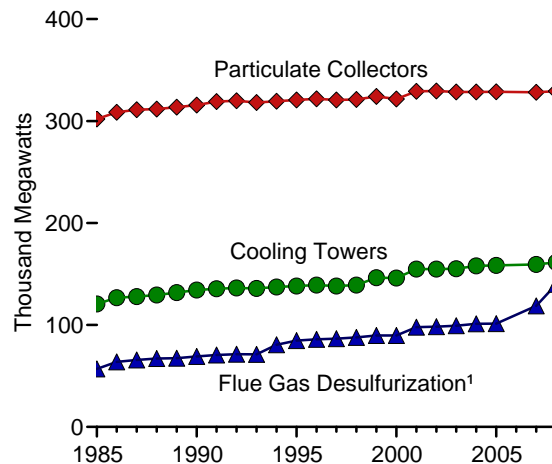 400
Particulate Collectors
300
Thousand Megawatts
200
Cooling Towers
100
Flue Gas Desulfurization¹
0
1985 1990 1995 2000 2005